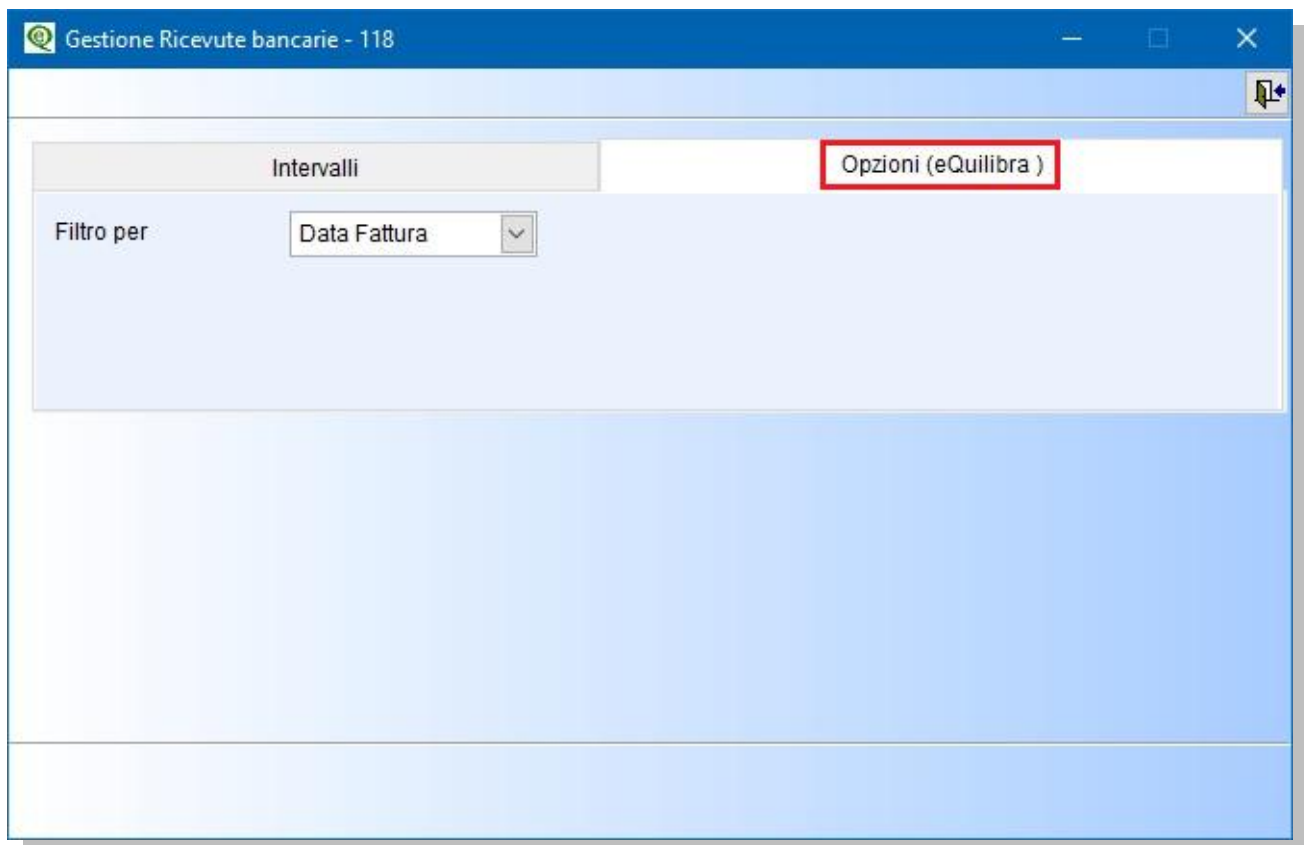 Gestione Ricevute bancarie - 118
Intervalli
Opzioni (eQuilibra )
Filtro per
Data Fattura